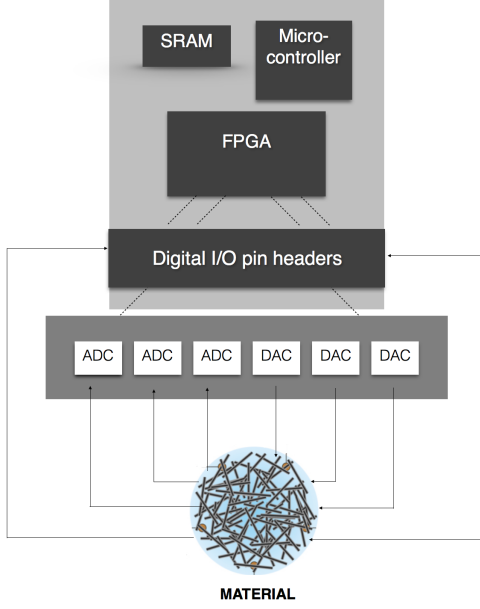 SRAM
Micro-
controller
FPGA
Digital I/O pin headers
ADC ADC ADC DAC DAC DAC
MATERIAL